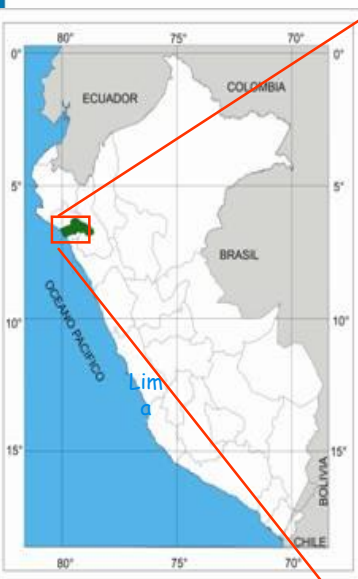 80° 75° 70°
0° 0°
ECUADOR
COLOMBIA
5° 5°
BRASIL
OCEANO PACIFICO
10° 10°
Lim
a
15° 15°
BOLIVIA
CHILE
80° 75° 70°